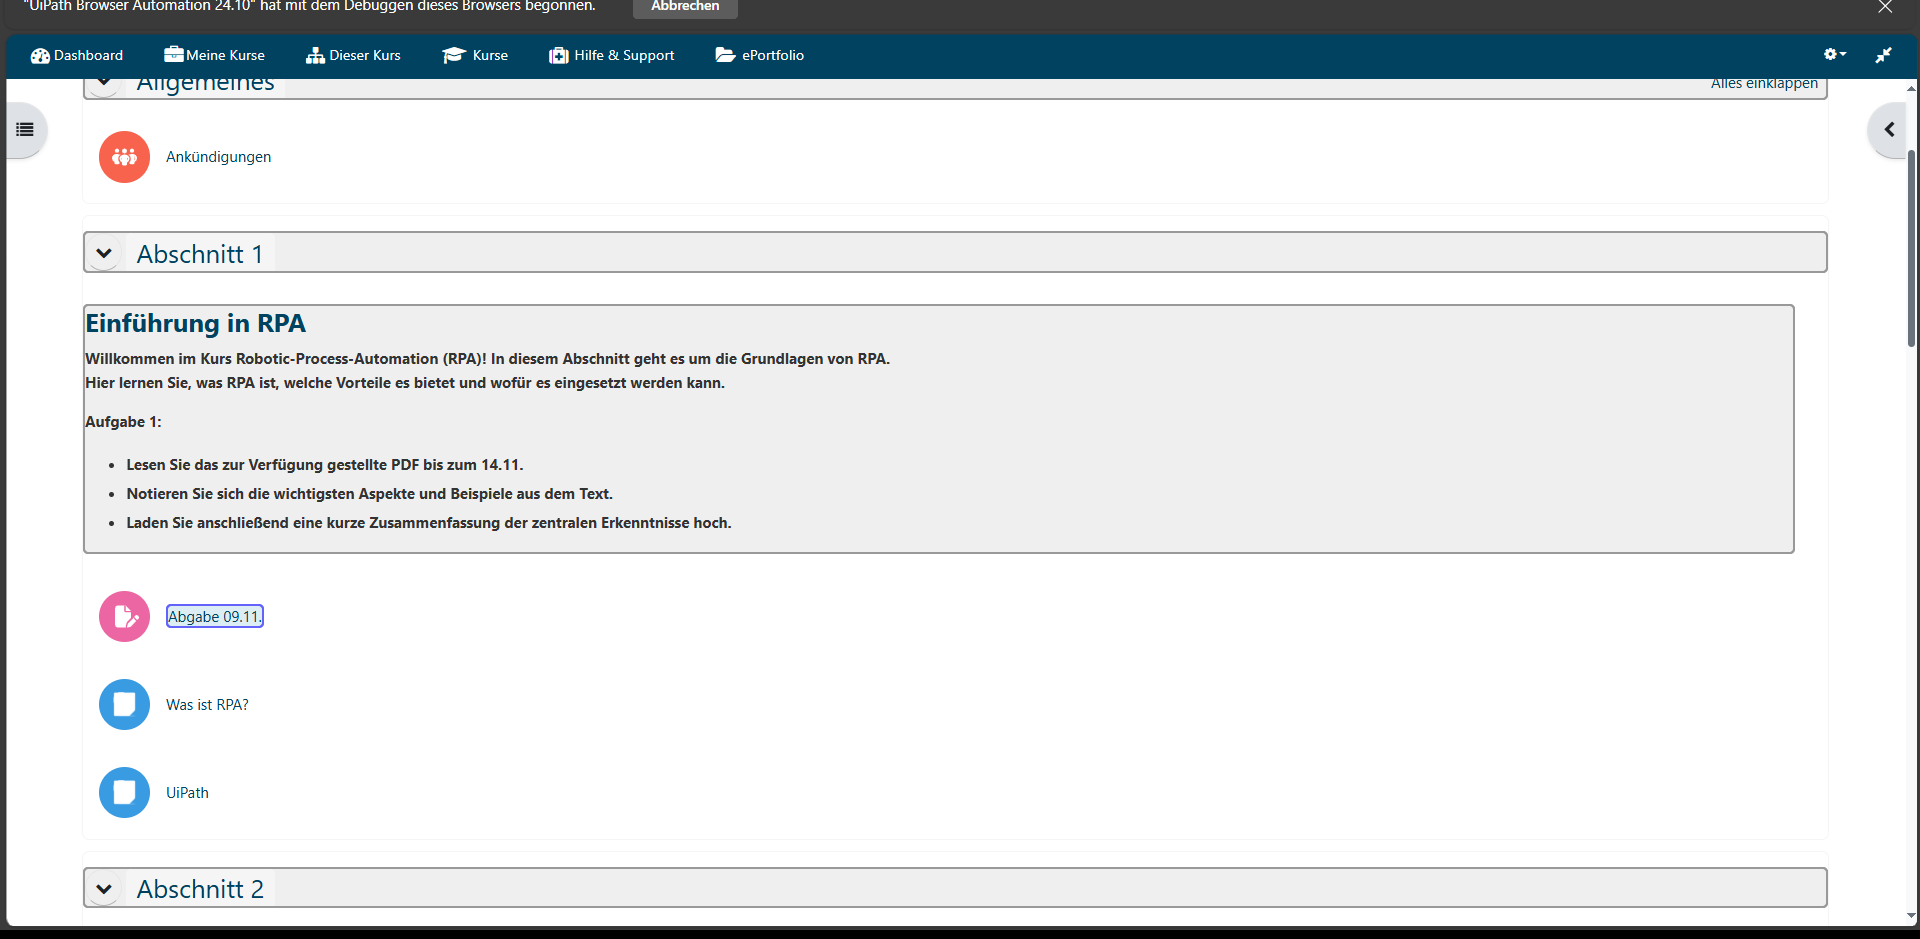 "UiPath Browser Automation 24.10" hat mit dem Debuggen dieses Browsers begonnen. Abbrechen
Dashboard Meine Kurse Dieser Kurs Kurse Hilfe & Support ePortfolio
Allgemeines Alles einklappen
Ankündigungen
Abschnitt 1
Einführung in RPA
Willkommen im Kurs Robotic-Process-Automation (RPA)! In diesem Abschnitt geht es um die Grundlagen von RPA.
Hier lernen Sie, was RPA ist, welche Vorteile es bietet und wofür es eingesetzt werden kann.
Aufgabe 1:
• Lesen Sie das zur Verfügung gestellte PDF bis zum 14.11.
• Notieren Sie sich die wichtigsten Aspekte und Beispiele aus dem Text.
• Laden Sie anschließend eine kurze Zusammenfassung der zentralen Erkenntnisse hoch.
Abgabe 09.11.
Was ist RPA?
UiPath
Abschnitt 2